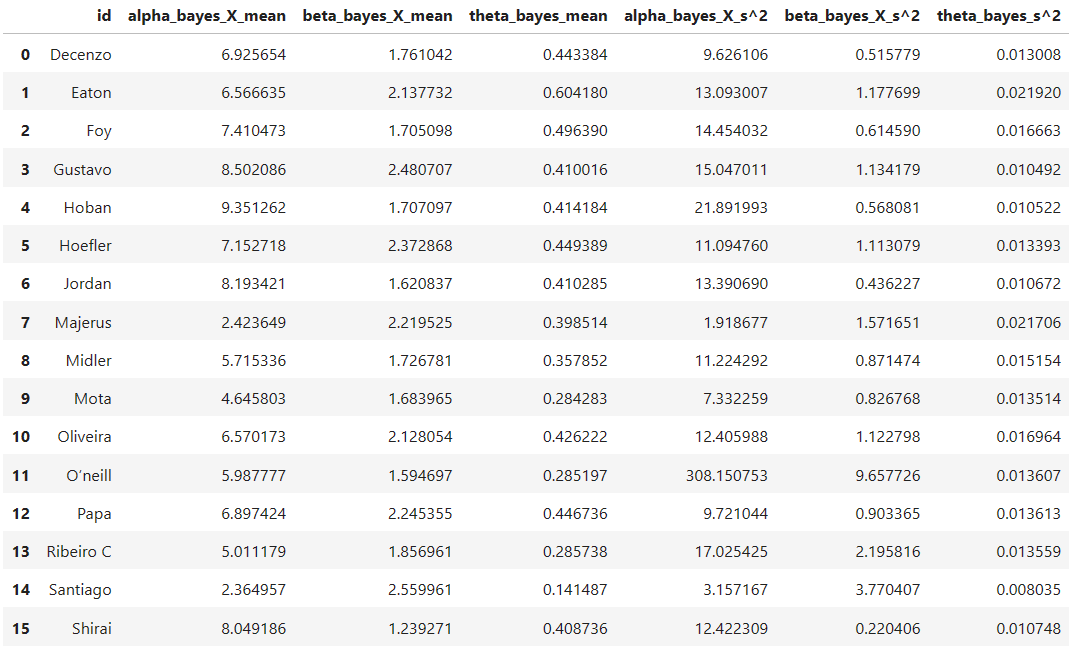 id alpha_bayes_X_mean beta_bayes_X_mean theta_bayes_mean alpha_bayes_X_s^2 beta_bayes_X_s^2 theta_bayes_s^2
0 Decenzo 6.925654 1.761042 0.443384 9.626106 0.515779 0.013008
1 Eaton 6.566635 2.137732 0.604180 13.093007 1.177699 0.021920
2 Foy 7.410473 1.705098 0.496390 14.454032 0.614590 0.016663
3 Gustavo 8.502086 2.480707 0.410016 15.047011 1.134179 0.010492
4 Hoban 9.351262 1.707097 0.414184 21.891993 0.568081 0.010522
5 Hoefler 7.152718 2.372868 0.449389 11.094760 1.113079 0.013393
6 Jordan 8.193421 1.620837 0.410285 13.390690 0.436227 0.010672
7 Majerus 2.423649 2.219525 0.398514 1.918677 1.571651 0.021706
8 Midler 5.715336 1.726781 0.357852 11.224292 0.871474 0.015154
9 Mota 4.645803 1.683965 0.284283 7.332259 0.826768 0.013514
10 Oliveira 6.570173 2.128054 0.426222 12.405988 1.122798 0.016964
11 O´neill 5.987777 1.594697 0.285197 308.150753 9.657726 0.013607
12 Papa 6.897424 2.245355 0.446736 9.721044 0.903365 0.013613
13 Ribeiro C 5.011179 1.856961 0.285738 17.025425 2.195816 0.013559
14 Santiago 2.364957 2.559961 0.141487 3.157167 3.770407 0.008035
15 Shirai 8.049186 1.239271 0.408736 12.422309 0.220406 0.010748